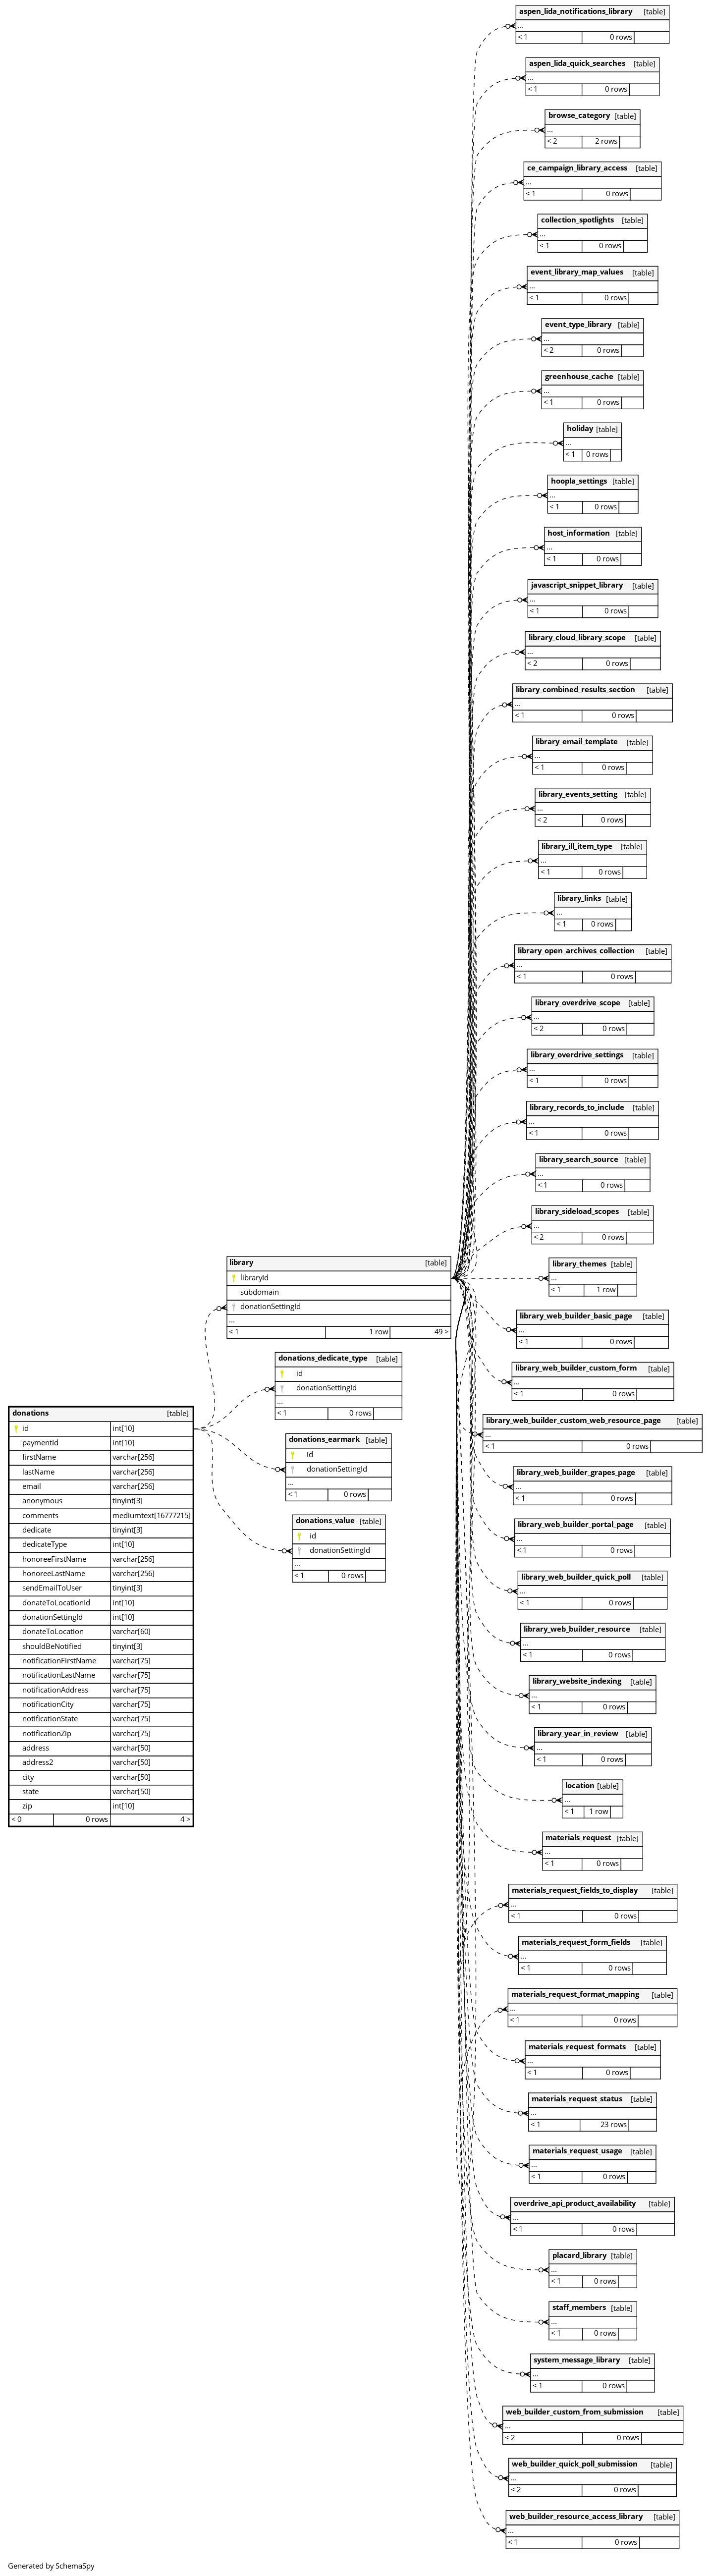 aspen_lida_notifications_library [table]
...
< 1 0 rows
aspen_lida_quick_searches [table]
...
< 1 0 rows
browse_category [table]
...
< 2 2 rows
ce_campaign_library_access [table]
...
< 1 0 rows
collection_spotlights [table]
...
< 1 0 rows
event_library_map_values [table]
...
< 1 0 rows
event_type_library [table]
...
< 2 0 rows
greenhouse_cache [table]
...
< 1 0 rows
holiday [table]
...
< 1 0 rows
hoopla_settings [table]
...
< 1 0 rows
host_information [table]
...
< 1 0 rows
javascript_snippet_library [table]
...
< 1 0 rows
library_cloud_library_scope [table]
...
< 2 0 rows
library_combined_results_section [table]
...
< 1 0 rows
library_email_template [table]
...
< 1 0 rows
library_events_setting [table]
...
< 2 0 rows
library_ill_item_type [table]
...
< 1 0 rows
library_links [table]
...
< 1 0 rows
library_open_archives_collection [table]
...
< 1 0 rows
library_overdrive_scope [table]
...
< 2 0 rows
library_overdrive_settings [table]
...
< 1 0 rows
library_records_to_include [table]
...
< 1 0 rows
library_search_source [table]
...
< 1 0 rows
library_sideload_scopes [table]
...
< 2 0 rows
library_themes [table]
...
< 1 1 row
library_web_builder_basic_page [table]
...
< 1 0 rows
library_web_builder_custom_form [table]
...
< 1 0 rows
library_web_builder_custom_web_resource_page [table]
...
< 1 0 rows
library_web_builder_grapes_page [table]
...
< 1 0 rows
library_web_builder_portal_page [table]
...
< 1 0 rows
library_web_builder_quick_poll [table]
...
< 1 0 rows
library_web_builder_resource [table]
...
< 1 0 rows
library_website_indexing [table]
...
< 1 0 rows
library_year_in_review [table]
...
< 1 0 rows
location [table]
...
< 1 1 row
materials_request [table]
...
< 1 0 rows
materials_request_fields_to_display [table]
...
< 1 0 rows
materials_request_form_fields [table]
...
< 1 0 rows
materials_request_format_mapping [table]
...
< 1 0 rows
materials_request_formats [table]
...
< 1 0 rows
materials_request_status [table]
...
< 1 23 rows
materials_request_usage [table]
...
< 1 0 rows
overdrive_api_product_availability [table]
...
< 1 0 rows
placard_library [table]
...
< 1 0 rows
staff_members [table]
...
< 1 0 rows
system_message_library [table]
...
< 1 0 rows
web_builder_custom_from_submission [table]
...
< 2 0 rows
web_builder_quick_poll_submission [table]
...
< 2 0 rows
web_builder_resource_access_library [table]
...
< 1 0 rows
library [table]
libraryId
subdomain
donationSettingId
...
< 1 1 row 49 >
donations_dedicate_type [table]
id
donationSettingId
...
< 1 0 rows
donations_earmark [table]
id
donationSettingId
...
< 1 0 rows
donations_value [table]
id
donationSettingId
...
< 1 0 rows
donations [table]
id int[10]
paymentId int[10]
firstName varchar[256]
lastName varchar[256]
email varchar[256]
anonymous tinyint[3]
comments mediumtext[16777215]
dedicate tinyint[3]
dedicateType int[10]
honoreeFirstName varchar[256]
honoreeLastName varchar[256]
sendEmailToUser tinyint[3]
donateToLocationId int[10]
donationSettingId int[10]
donateToLocation varchar[60]
shouldBeNotified tinyint[3]
notificationFirstName varchar[75]
notificationLastName varchar[75]
notificationAddress varchar[75]
notificationCity varchar[75]
notificationState varchar[75]
notificationZip varchar[75]
address varchar[50]
address2 varchar[50]
city varchar[50]
state varchar[50]
zip int[10]
< 0 0 rows 4 >
Generated by SchemaSpy